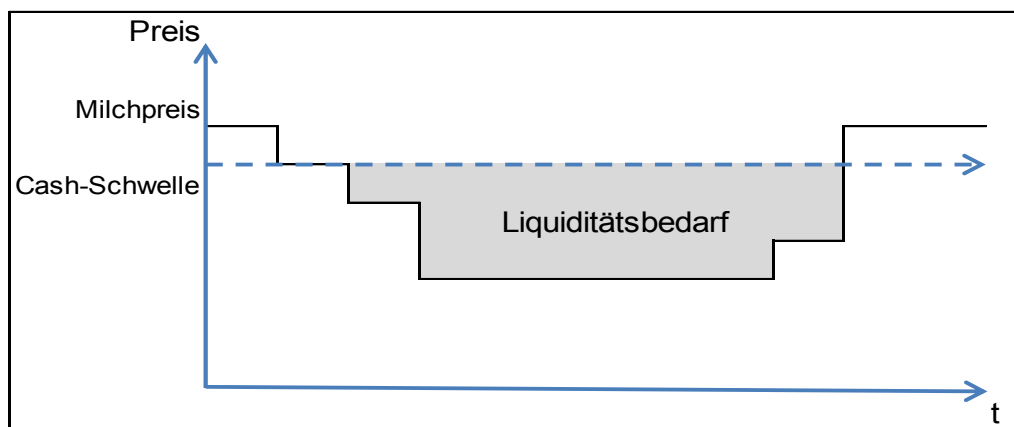 Preis
Milchpreis
Cash-Schwelle
Liquiditätsbedarf
t